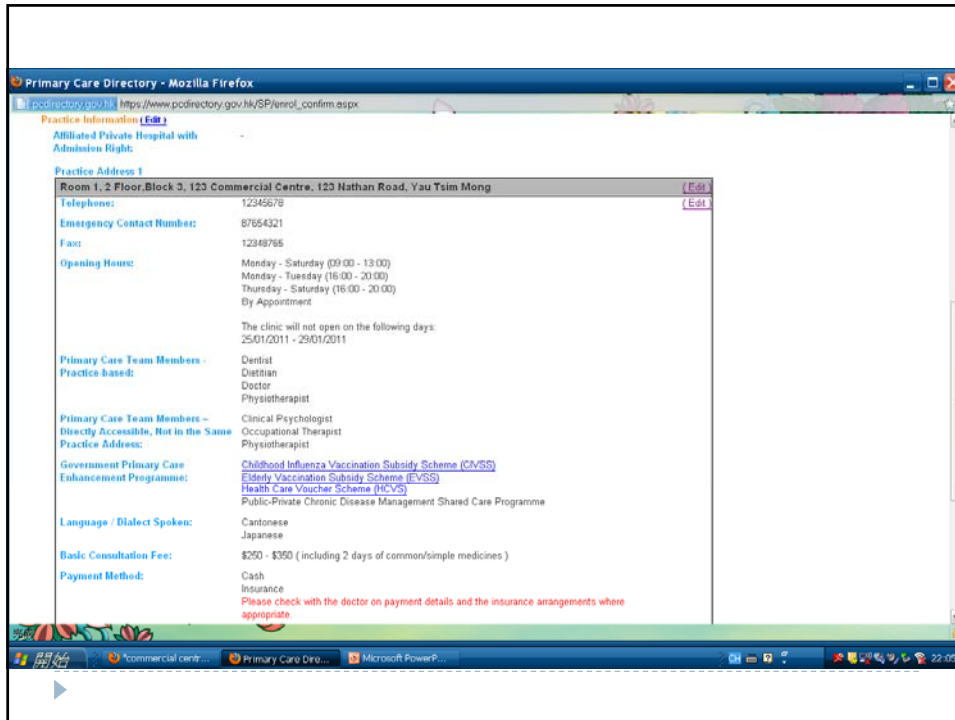 Primary Care Directory - Mozilla Firefox
pcdirectory.gov.hk https://www.pcdirectory.gov.hk/SP/enrol_confirm.aspx
Practice Information ( Edit )
Affiliated Private Hospital with Admission Right: -
Practice Address 1
Room 1, 2 Floor,Block 3, 123 Commercial Centre, 123 Nathan Road, Yau Tsim Mong ( Edit )
Telephone: 12345678 ( Edit )
Emergency Contact Number: 87654321
Fax: 12348765
Opening Hours: Monday - Saturday (09:00 - 13:00)
Monday - Tuesday (16:00 - 20:00)
Thursday - Saturday (16:00 - 20:00)
By Appointment
The clinic will not open on the following days:
25/01/2011 - 29/01/2011
Primary Care Team Members - Practice-based: Dentist
Dietitian
Doctor
Physiotherapist
Primary Care Team Members – Directly Accessible, Not in the Same Practice Address: Clinical Psychologist
Occupational Therapist
Physiotherapist
Government Primary Care Enhancement Programme: Childhood Influenza Vaccination Subsidy Scheme (CIVSS)
Elderly Vaccination Subsidy Scheme (EVSS)
Health Care Voucher Scheme (HCVS)
Public-Private Chronic Disease Management Shared Care Programme
Language / Dialect Spoken: Cantonese
Japanese
Basic Consultation Fee: $250 - $350 ( including 2 days of common/simple medicines )
Payment Method: Cash
Insurance
Please check with the doctor on payment details and the insurance arrangements where
appropriate.
完成
開始 *commercial centr... Primary Care Dire... Microsoft PowerP... CH 22:05